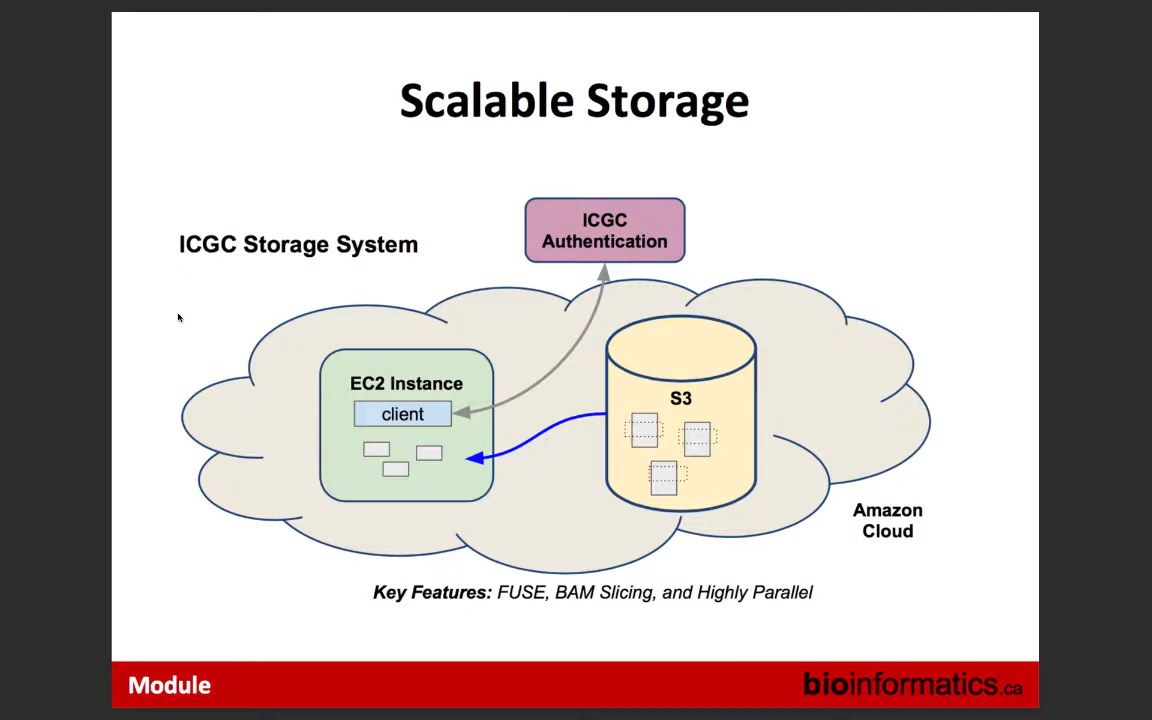 Scalable Storage
ICGC Storage System
ICGC
Authentication
EC2 Instance
client
S3
Amazon
Cloud
Key Features: FUSE, BAM Slicing, and Highly Parallel
Module
bioinformatics.ca